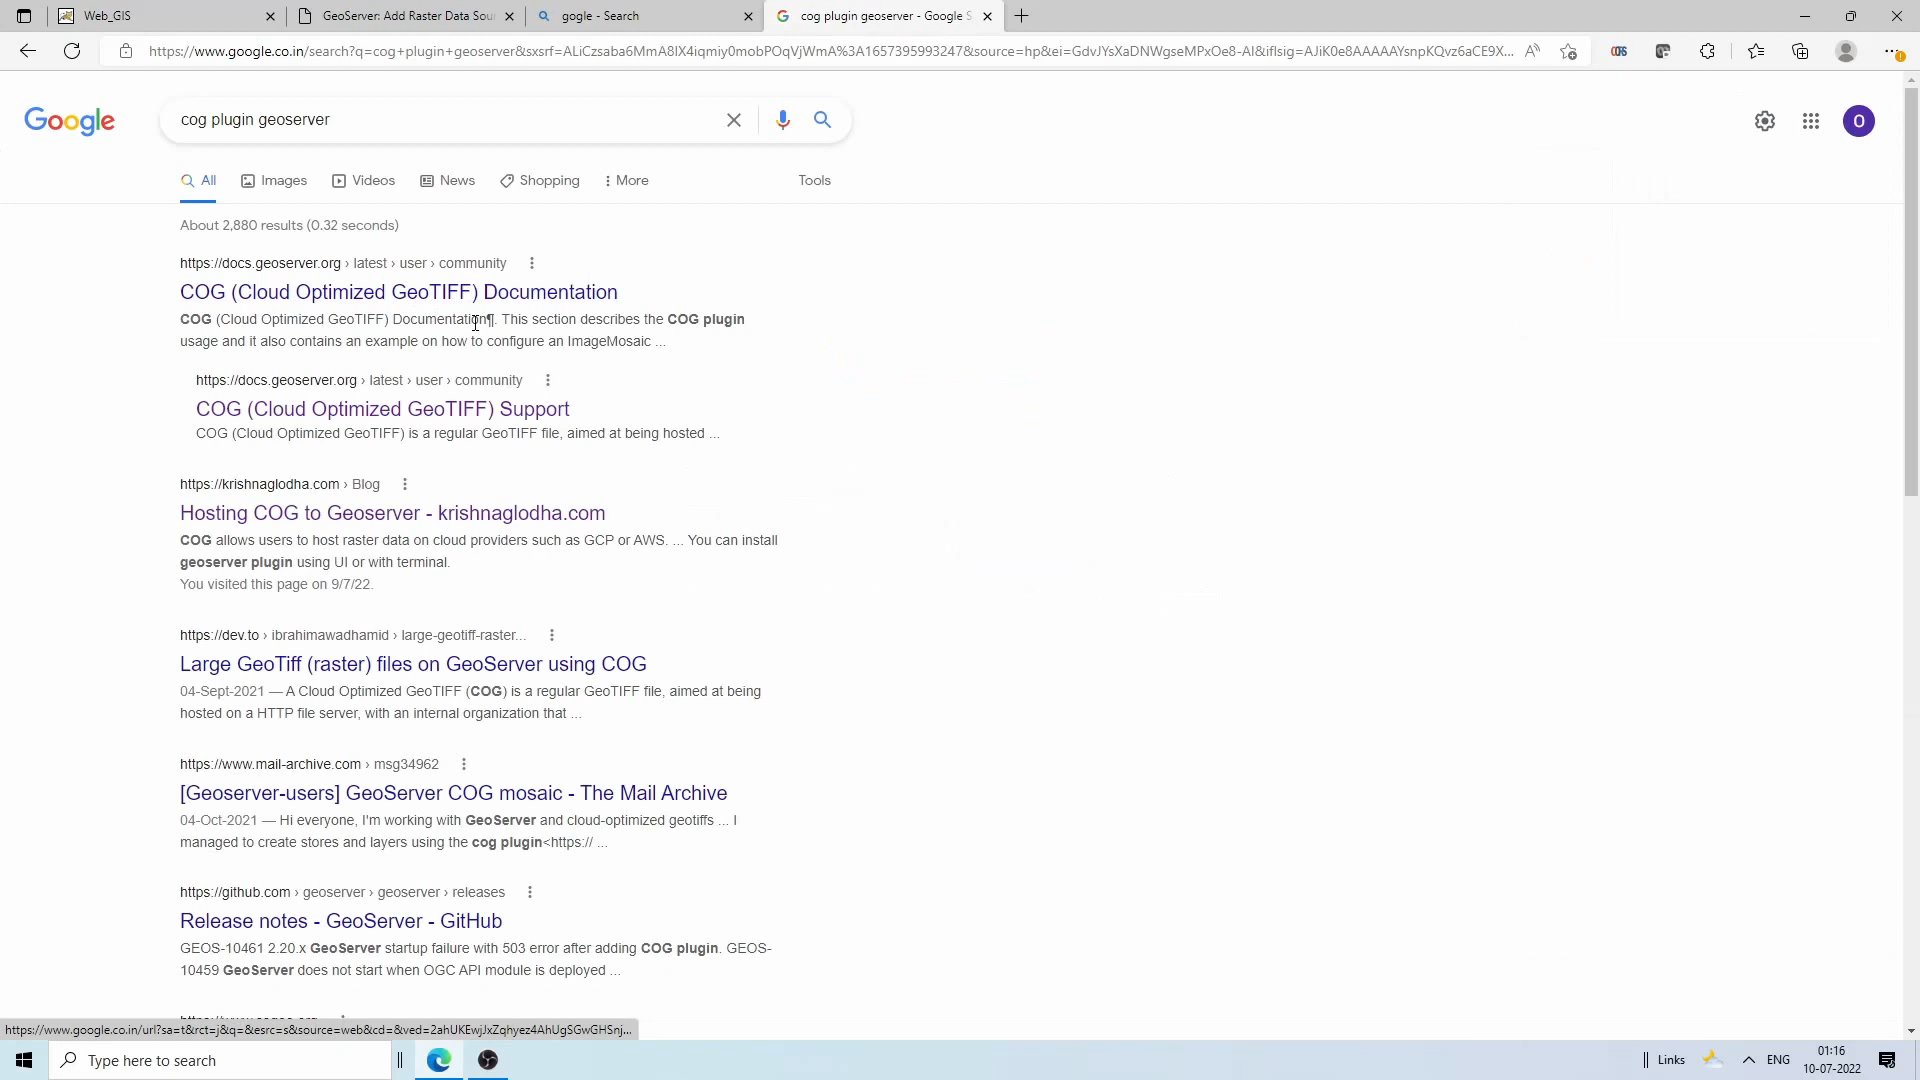 Web_GIS
GeoServer: Add Raster Data Sou
gogle - Search
cog plugin geoserver - Google S
https://www.google.co.in/search?q=cog+plugin+geoserver&sxsrf=ALiCzsaba6MmA8IX4iqmiy0mobPOqVjWmA%3A1657395993247&source=hp&ei=GdvJYsXaDNWgseMPxOe8-AI&iflsig=AJiK0e8AAAAAYsnpKQvz6aCE9X...
Google
cog plugin geoserver
O
All
Images
Videos
News
Shopping
More
Tools
About 2,880 results (0.32 seconds)
https://docs.geoserver.org › latest › user › community
COG (Cloud Optimized GeoTIFF) Documentation
COG (Cloud Optimized GeoTIFF) Documentation¶. This section describes the COG plugin
usage and it also contains an example on how to configure an ImageMosaic ...
https://docs.geoserver.org › latest › user › community
COG (Cloud Optimized GeoTIFF) Support
COG (Cloud Optimized GeoTIFF) is a regular GeoTIFF file, aimed at being hosted ...
https://krishnaglodha.com › Blog
Hosting COG to Geoserver - krishnaglodha.com
COG allows users to host raster data on cloud providers such as GCP or AWS. ... You can install
geoserver plugin using UI or with terminal.
You visited this page on 9/7/22.
https://dev.to › ibrahimawadhamid › large-geotiff-raster...
Large GeoTiff (raster) files on GeoServer using COG
04-Sept-2021 — A Cloud Optimized GeoTIFF (COG) is a regular GeoTIFF file, aimed at being
hosted on a HTTP file server, with an internal organization that ...
https://www.mail-archive.com › msg34962
[Geoserver-users] GeoServer COG mosaic - The Mail Archive
04-Oct-2021 — Hi everyone, I'm working with GeoServer and cloud-optimized geotiffs ... I
managed to create stores and layers using the cog plugin<https:// ...
https://github.com › geoserver › geoserver › releases
Release notes - GeoServer - GitHub
GEOS-10461 2.20.x GeoServer startup failure with 503 error after adding COG plugin. GEOS-
10459 GeoServer does not start when OGC API module is deployed ...
https://www.google.co.in/url?sa=t&rct=j&q=&esrc=s&source=web&cd=&ved=2ahUKEwjJxZqhyez4AhUgSGwGHSnj...
Type here to search
Links
ENG
01:16
10-07-2022